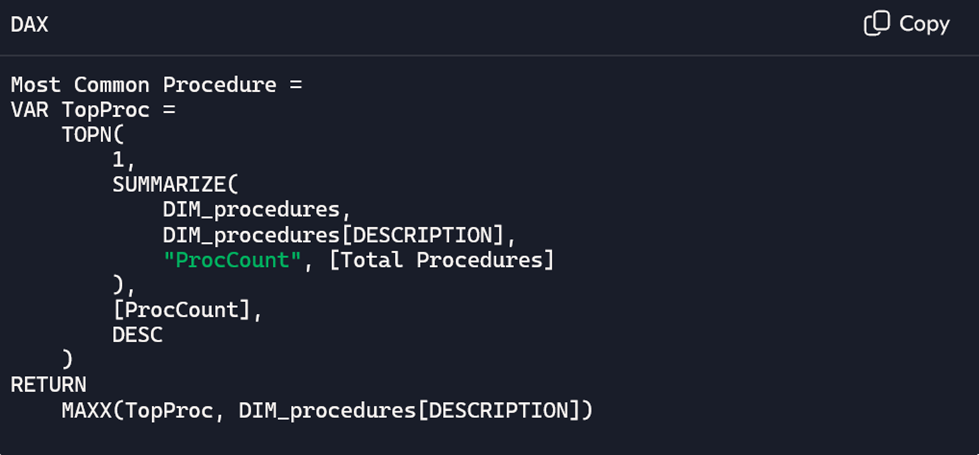 DAX
Copy
Most Common Procedure =
VAR TopProc =
    TOPN(
        1,
        SUMMARIZE(
            DIM_procedures,
            DIM_procedures[DESCRIPTION],
            "ProcCount", [Total Procedures]
        ),
        [ProcCount],
        DESC
    )
RETURN
    MAXX(TopProc, DIM_procedures[DESCRIPTION])